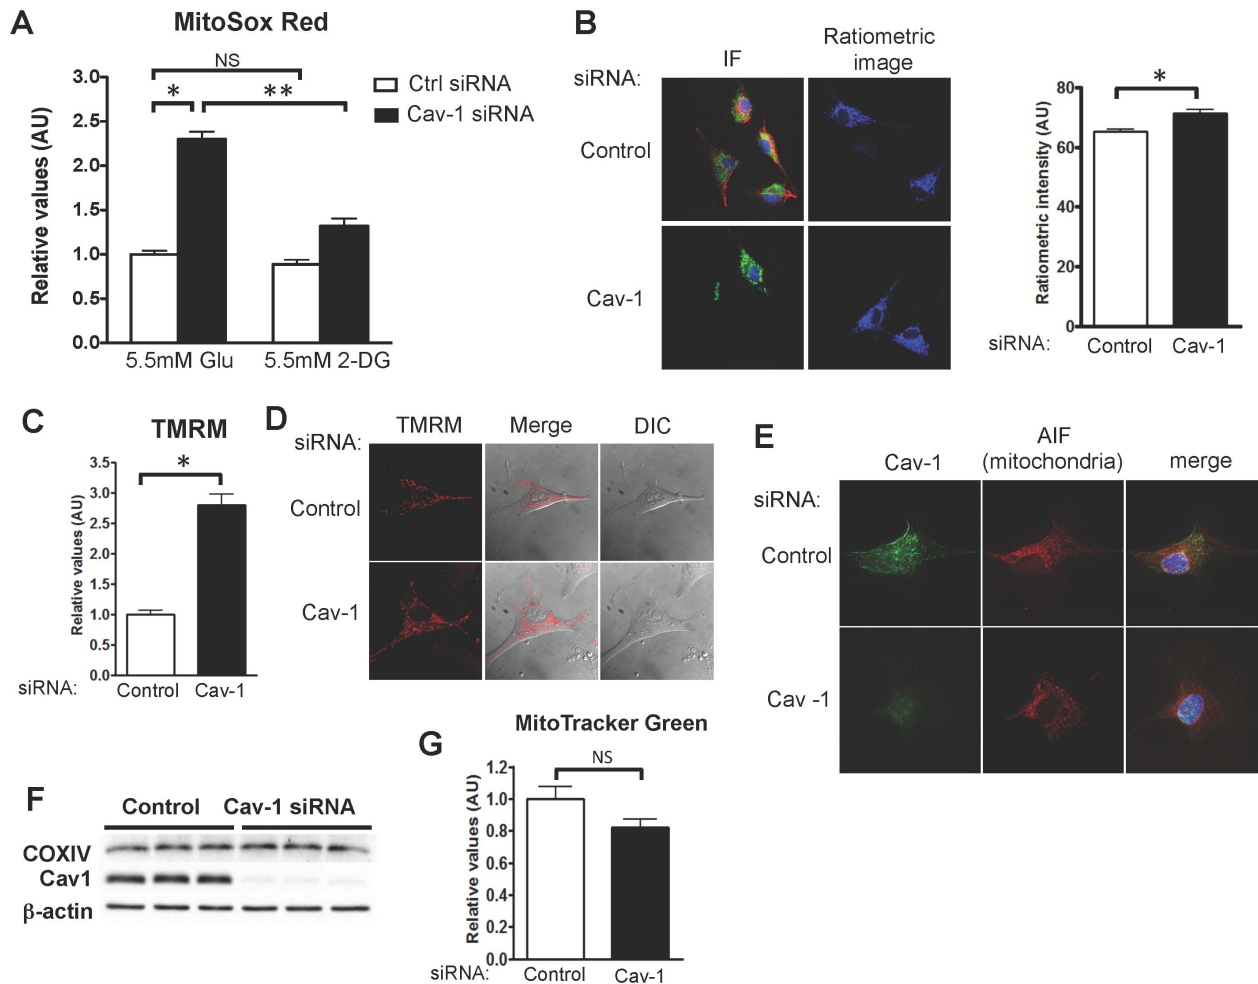 A
MitoSox Red
NS
*
**
Ctrl siRNA
Cav-1 siRNA
Relative values (AU)
3.0
2.5
2.0
1.5
1.0
0.5
0.0
5.5mM Glu
5.5mM 2-DG
B
siRNA:
IF
Ratiometric
image
Control
Cav-1
*
Ratiometric intensity (AU)
80
60
40
20
0
siRNA:
Control
Cav-1
C
TMRM
*
Relative values (AU)
3.5
3.0
2.5
2.0
1.5
1.0
0.5
0.0
siRNA:
Control
Cav-1
D
siRNA:
TMRM
Merge
DIC
Control
Cav-1
E
siRNA:
Cav-1
AIF
(mitochondria)
merge
Control
Cav -1
F
Control
Cav-1 siRNA
COXIV
Cav1
β-actin
G
MitoTracker Green
NS
Relative values (AU)
1.2
1.0
0.8
0.6
0.4
0.2
0.0
siRNA:
Control
Cav-1